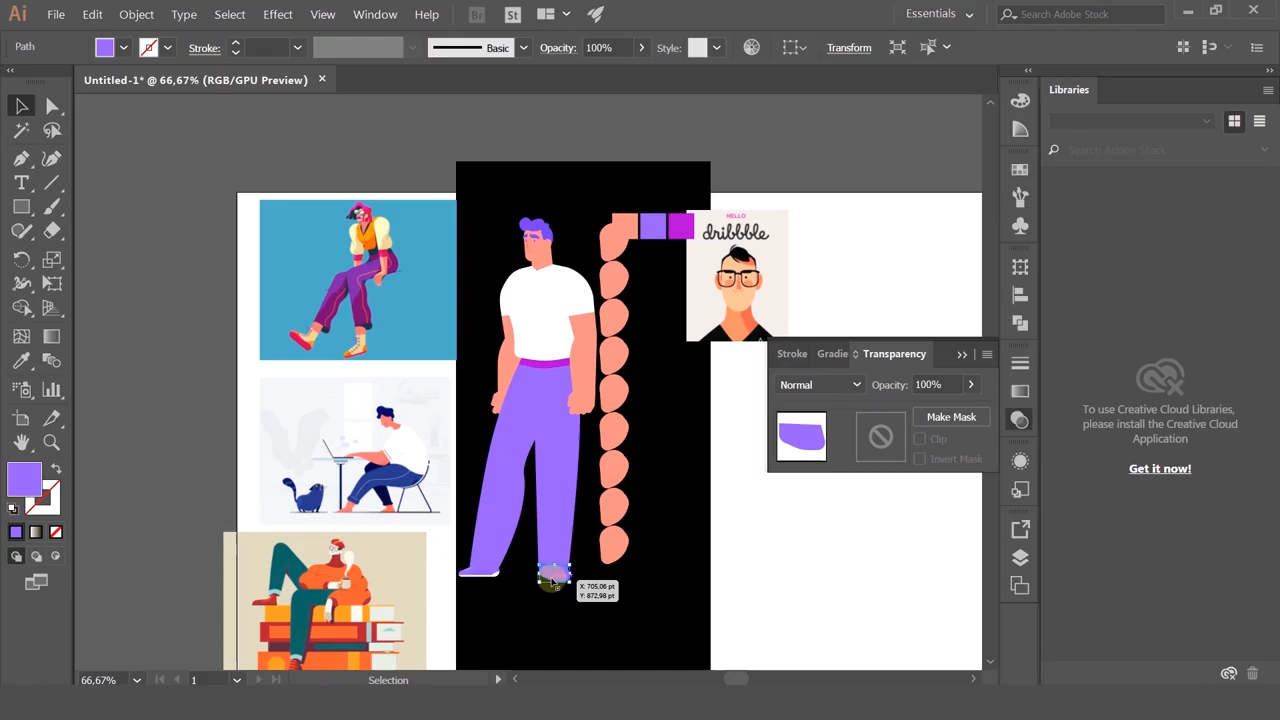 Ai File Edit Object Type Select Effect View Window Help Br St Essentials Search Adobe Stock
Path Stroke: Basic Opacity: 100% Style: Transform
Untitled-1* @ 66,67% (RGB/GPU Preview)
Libraries
Search Adobe Stock
HELLO
dribbble
Stroke Gradie Transparency
Normal Opacity: 100%
Make Mask
Clip
Invert Mask
To use Creative Cloud Libraries,
please install the Creative Cloud
Application
Get it now!
X: 705,06 pt
Y: 872,98 pt
66,67% 1 Selection